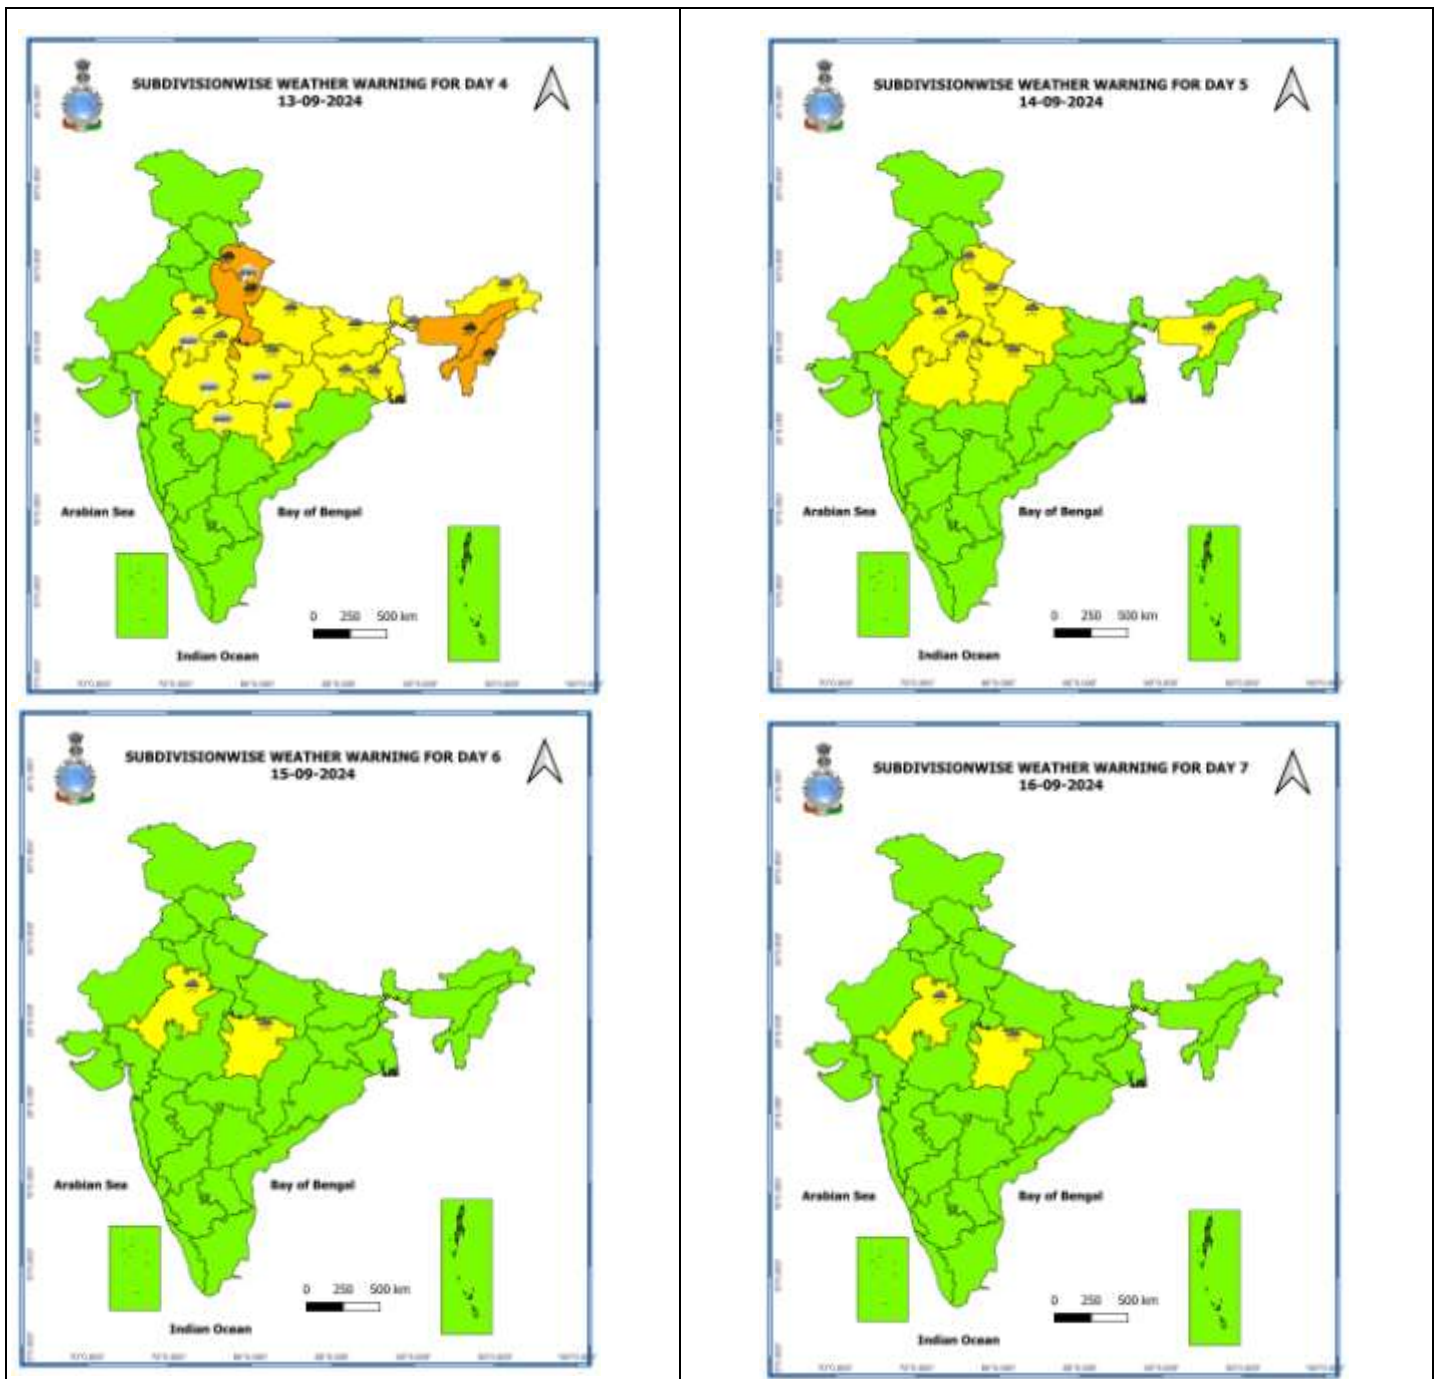 SUBDIVISIONWISE WEATHER WARNING FOR DAY 4
13-09-2024
Arabian Sea
Bay of Bengal
0 250 500 km
Indian Ocean
SUBDIVISIONWISE WEATHER WARNING FOR DAY 5
14-09-2024
Arabian Sea
Bay of Bengal
0 250 500 km
Indian Ocean
SUBDIVISIONWISE WEATHER WARNING FOR DAY 6
15-09-2024
Arabian Sea
Bay of Bengal
0 250 500 km
Indian Ocean
SUBDIVISIONWISE WEATHER WARNING FOR DAY 7
16-09-2024
Arabian Sea
Bay of Bengal
0 250 500 km
Indian Ocean